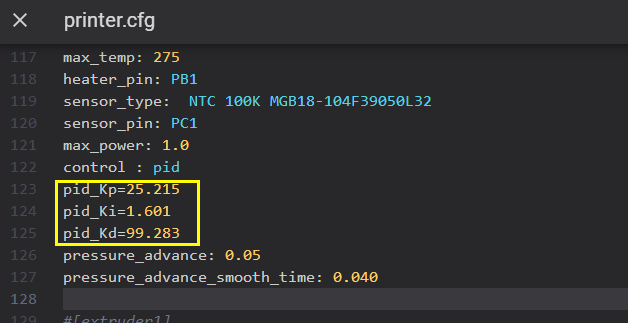 printer.cfg
117 max_temp: 275
118 heater_pin: PB1
119 sensor_type:  NTC 100K MGB18-104F39050L32
120 sensor_pin: PC1
121 max_power: 1.0
122 control : pid
123 pid_Kp=25.215
124 pid_Ki=1.601
125 pid_Kd=99.283
126 pressure_advance: 0.05
127 pressure_advance_smooth_time: 0.040
128
129 #[extruder1]